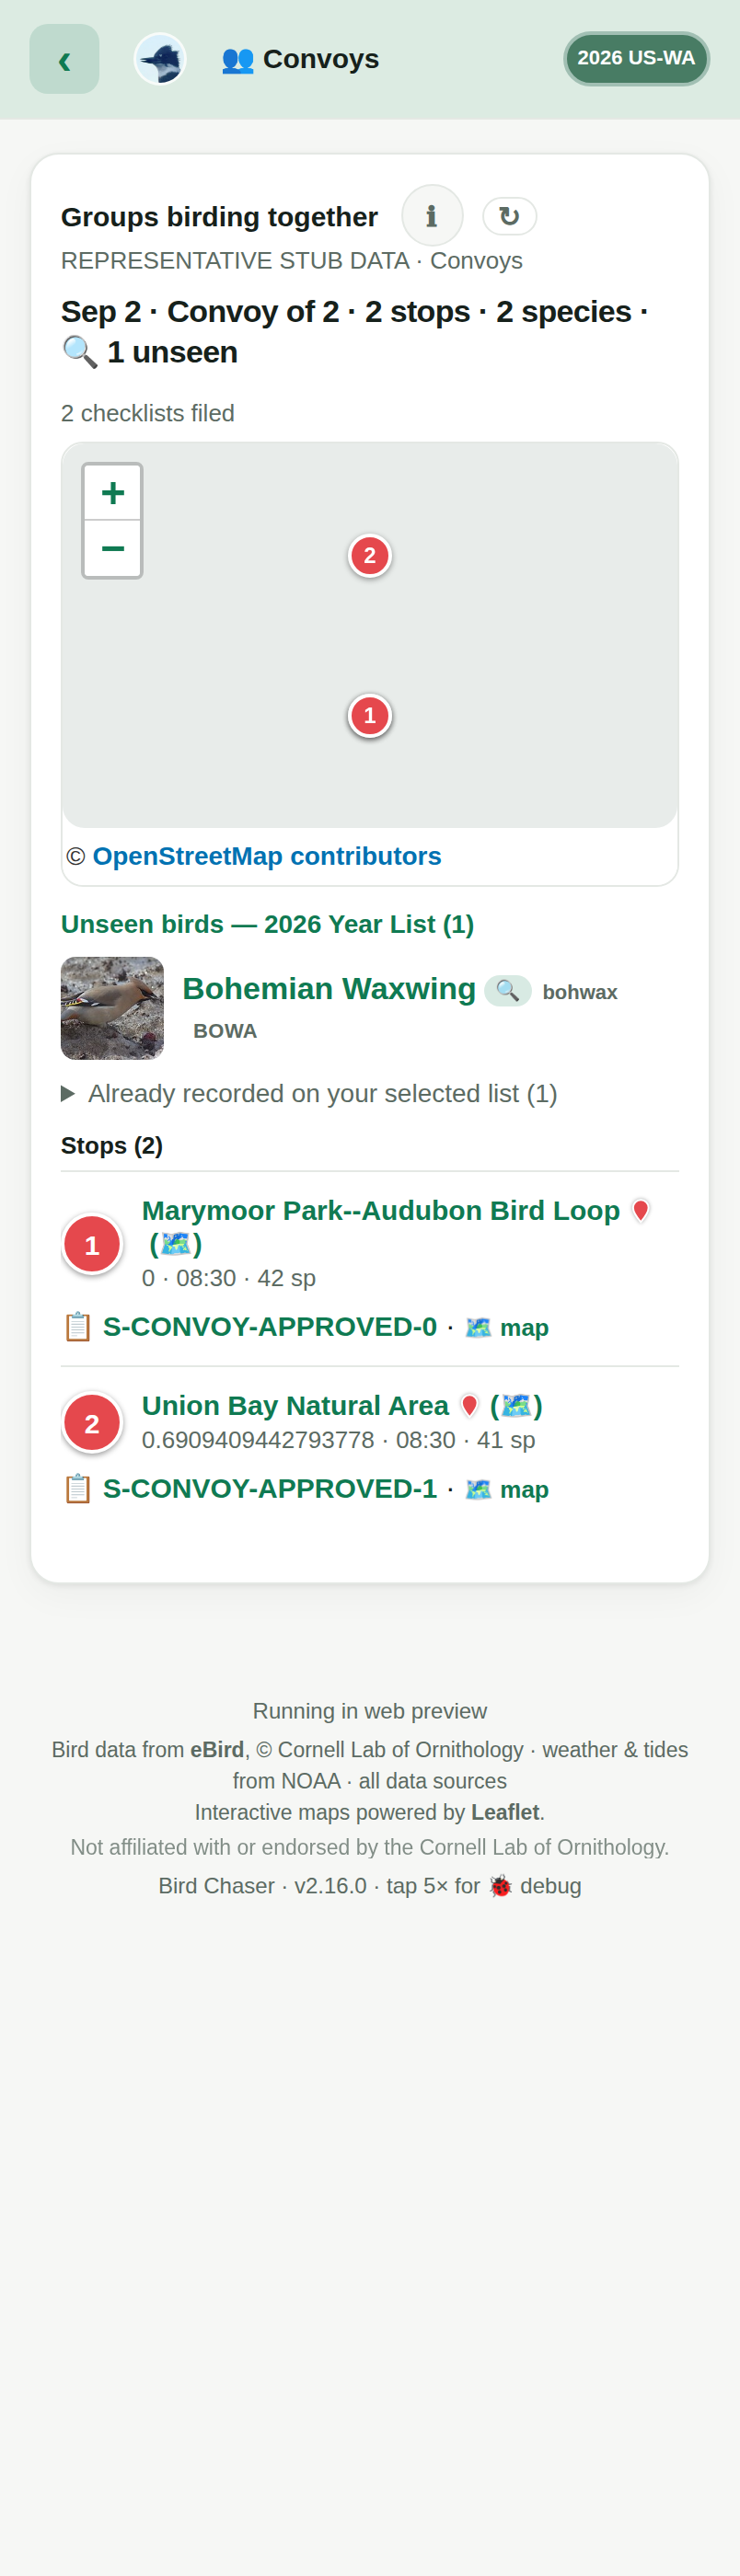 ‹ 👥 Convoys 2026 US-WA
Groups birding together ℹ ↻
REPRESENTATIVE STUB DATA · Convoys
Sep 2 · Convoy of 2 · 2 stops · 2 species ·
🔍 1 unseen
2 checklists filed
+
−
2
1
© OpenStreetMap contributors
Unseen birds — 2026 Year List (1)
Bohemian Waxwing 🔍 bohwax
BOWA
▶ Already recorded on your selected list (1)
Stops (2)
1
Marymoor Park--Audubon Bird Loop 📍
(🗺️)
0 · 08:30 · 42 sp
📋 S-CONVOY-APPROVED-0 · 🗺️ map
2
Union Bay Natural Area 📍 (🗺️)
0.6909409442793778 · 08:30 · 41 sp
📋 S-CONVOY-APPROVED-1 · 🗺️ map
Running in web preview
Bird data from eBird, © Cornell Lab of Ornithology · weather & tides
from NOAA · all data sources
Interactive maps powered by Leaflet.
Not affiliated with or endorsed by the Cornell Lab of Ornithology.
Bird Chaser · v2.16.0 · tap 5× for 🐞 debug